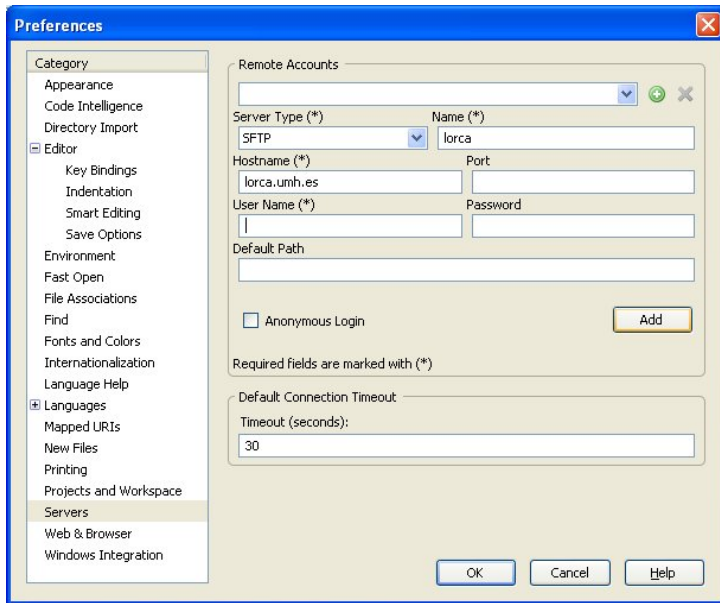 Preferences
Category
Appearance
Code Intelligence
Directory Import
Editor
Key Bindings
Indentation
Smart Editing
Save Options
Environment
Fast Open
File Associations
Find
Fonts and Colors
Internationalization
Language Help
Languages
Mapped URIs
New Files
Printing
Projects and Workspace
Servers
Web & Browser
Windows Integration
Remote Accounts
Server Type (*) Name (*)
SFTP lorca
Hostname (*) Port
lorca.umh.es
User Name (*) Password
Default Path
Anonymous Login Add
Required fields are marked with (*)
Default Connection Timeout
Timeout (seconds):
30
OK Cancel Help